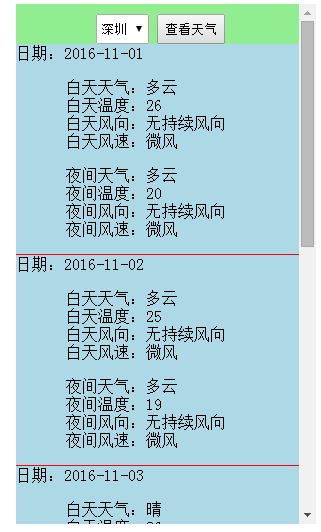 深圳 查看天气
日期：2016-11-01
白天天气：多云
白天温度：26
白天风向：无持续风向
白天风速：微风
夜间天气：多云
夜间温度：20
夜间风向：无持续风向
夜间风速：微风
日期：2016-11-02
白天天气：多云
白天温度：25
白天风向：无持续风向
白天风速：微风
夜间天气：多云
夜间温度：19
夜间风向：无持续风向
夜间风速：微风
日期：2016-11-03
白天天气：晴